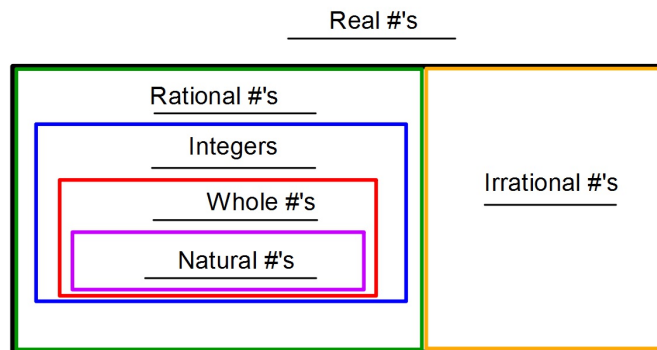 Real #'s
Rational #'s
Integers
Whole #'s
Natural #'s
Irrational #'s